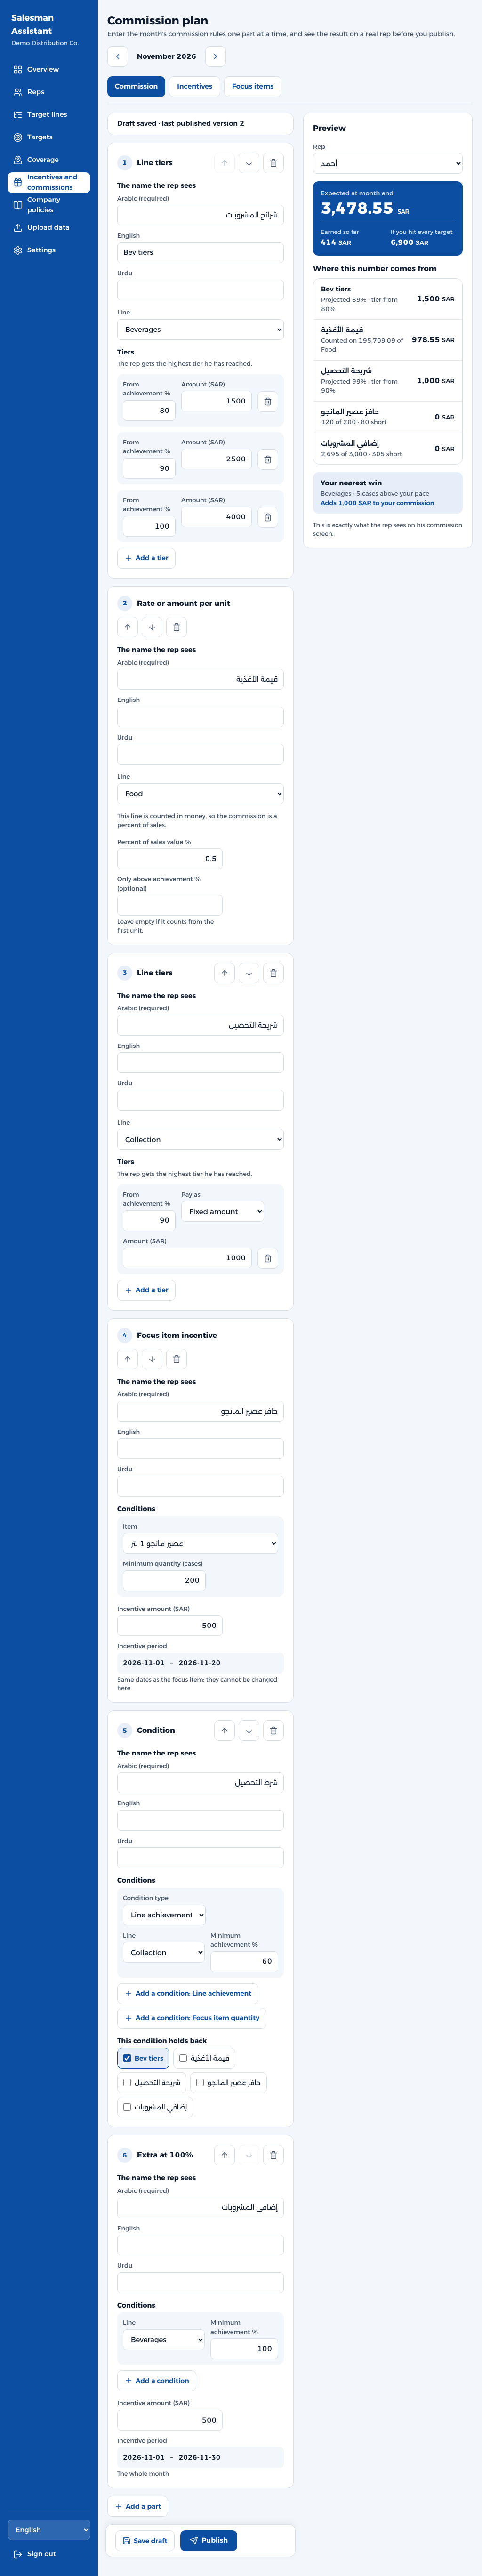 Salesman
Assistant
Demo Distribution Co.
Overview
Reps
Target lines
Targets
Coverage
Incentives and
commissions
Company
policies
Upload data
Settings
English
Sign out
Commission plan
Enter the month's commission rules one part at a time, and see the result on a real rep before you publish.
November 2026
Commission
Incentives
Focus items
Draft saved · last published version 2
1
Line tiers
The name the rep sees
Arabic (required)
شرائح المشروبات
English
Bev tiers
Urdu
Line
Beverages
Tiers
The rep gets the highest tier he has reached.
From
achievement %
Amount (SAR)
80
1500
From
achievement %
Amount (SAR)
90
2500
From
achievement %
Amount (SAR)
100
4000
Add a tier
2
Rate or amount per unit
The name the rep sees
Arabic (required)
قيمة الأغذية
English
Urdu
Line
Food
This line is counted in money, so the commission is a
percent of sales.
Percent of sales value %
0.5
Only above achievement %
(optional)
Leave empty if it counts from the
first unit.
3
Line tiers
The name the rep sees
Arabic (required)
شريحة التحصيل
English
Urdu
Line
Collection
Tiers
The rep gets the highest tier he has reached.
From
achievement %
Pay as
90
Fixed amount
Amount (SAR)
1000
Add a tier
4
Focus item incentive
The name the rep sees
Arabic (required)
حافز عصير المانجو
English
Urdu
Conditions
Item
عصير مانجو 1 لتر
Minimum quantity (cases)
200
Incentive amount (SAR)
500
Incentive period
2026-11-01 – 2026-11-20
Same dates as the focus item; they cannot be changed
here
5
Condition
The name the rep sees
Arabic (required)
شرط التحصيل
English
Urdu
Conditions
Condition type
Line achievement
Line
Minimum
achievement %
Collection
60
Add a condition: Line achievement
Add a condition: Focus item quantity
This condition holds back
Bev tiers
قيمة الأغذية
شريحة التحصيل
حافز عصير المانجو
إضافي المشروبات
6
Extra at 100%
The name the rep sees
Arabic (required)
إضافي المشروبات
English
Urdu
Conditions
Line
Minimum
achievement %
Beverages
100
Add a condition
Incentive amount (SAR)
500
Incentive period
2026-11-01 – 2026-11-30
The whole month
Add a part
Save draft
Publish
Preview
Rep
أحمد
Expected at month end
3,478.55 SAR
Earned so far
414 SAR
If you hit every target
6,900 SAR
Where this number comes from
Bev tiers
Projected 89% · tier from
80%
1,500 SAR
قيمة الأغذية
Counted on 195,709.09 of
Food
978.55 SAR
شريحة التحصيل
Projected 99% · tier from
90%
1,000 SAR
حافز عصير المانجو
120 of 200 · 80 short
0 SAR
إضافي المشروبات
2,695 of 3,000 · 305 short
0 SAR
Your nearest win
Beverages · 5 cases above your pace
Adds 1,000 SAR to your commission
This is exactly what the rep sees on his commission
screen.